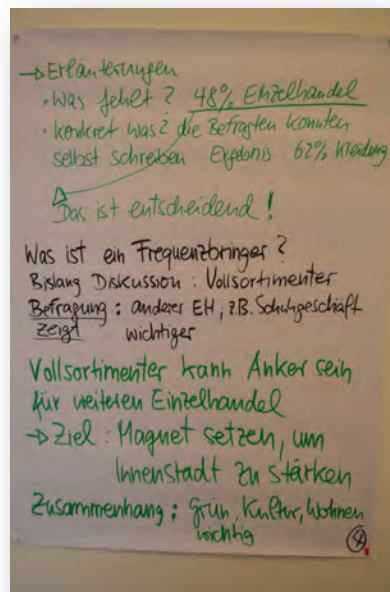 → Erläuterungen
• Was fehlt? 48% Einzelhandel
• konkret was? die Befragten konnten
selbst schreiben Ergebnis 62% Kleidung
Das ist entscheidend!
Was ist ein Frequenzbringer?
Bislang Diskussion: Vollsortimenter
Befragung: anderer EH, z.B. Schuhgeschäft
zeigt wichtiger
Vollsortimenter kann Anker sein
für weiteren Einzelhandel
→ Ziel: Magnet setzen, um
Innenstadt zu stärken
Zusammenhang: grün, Kultur, Wohnen
wichtig